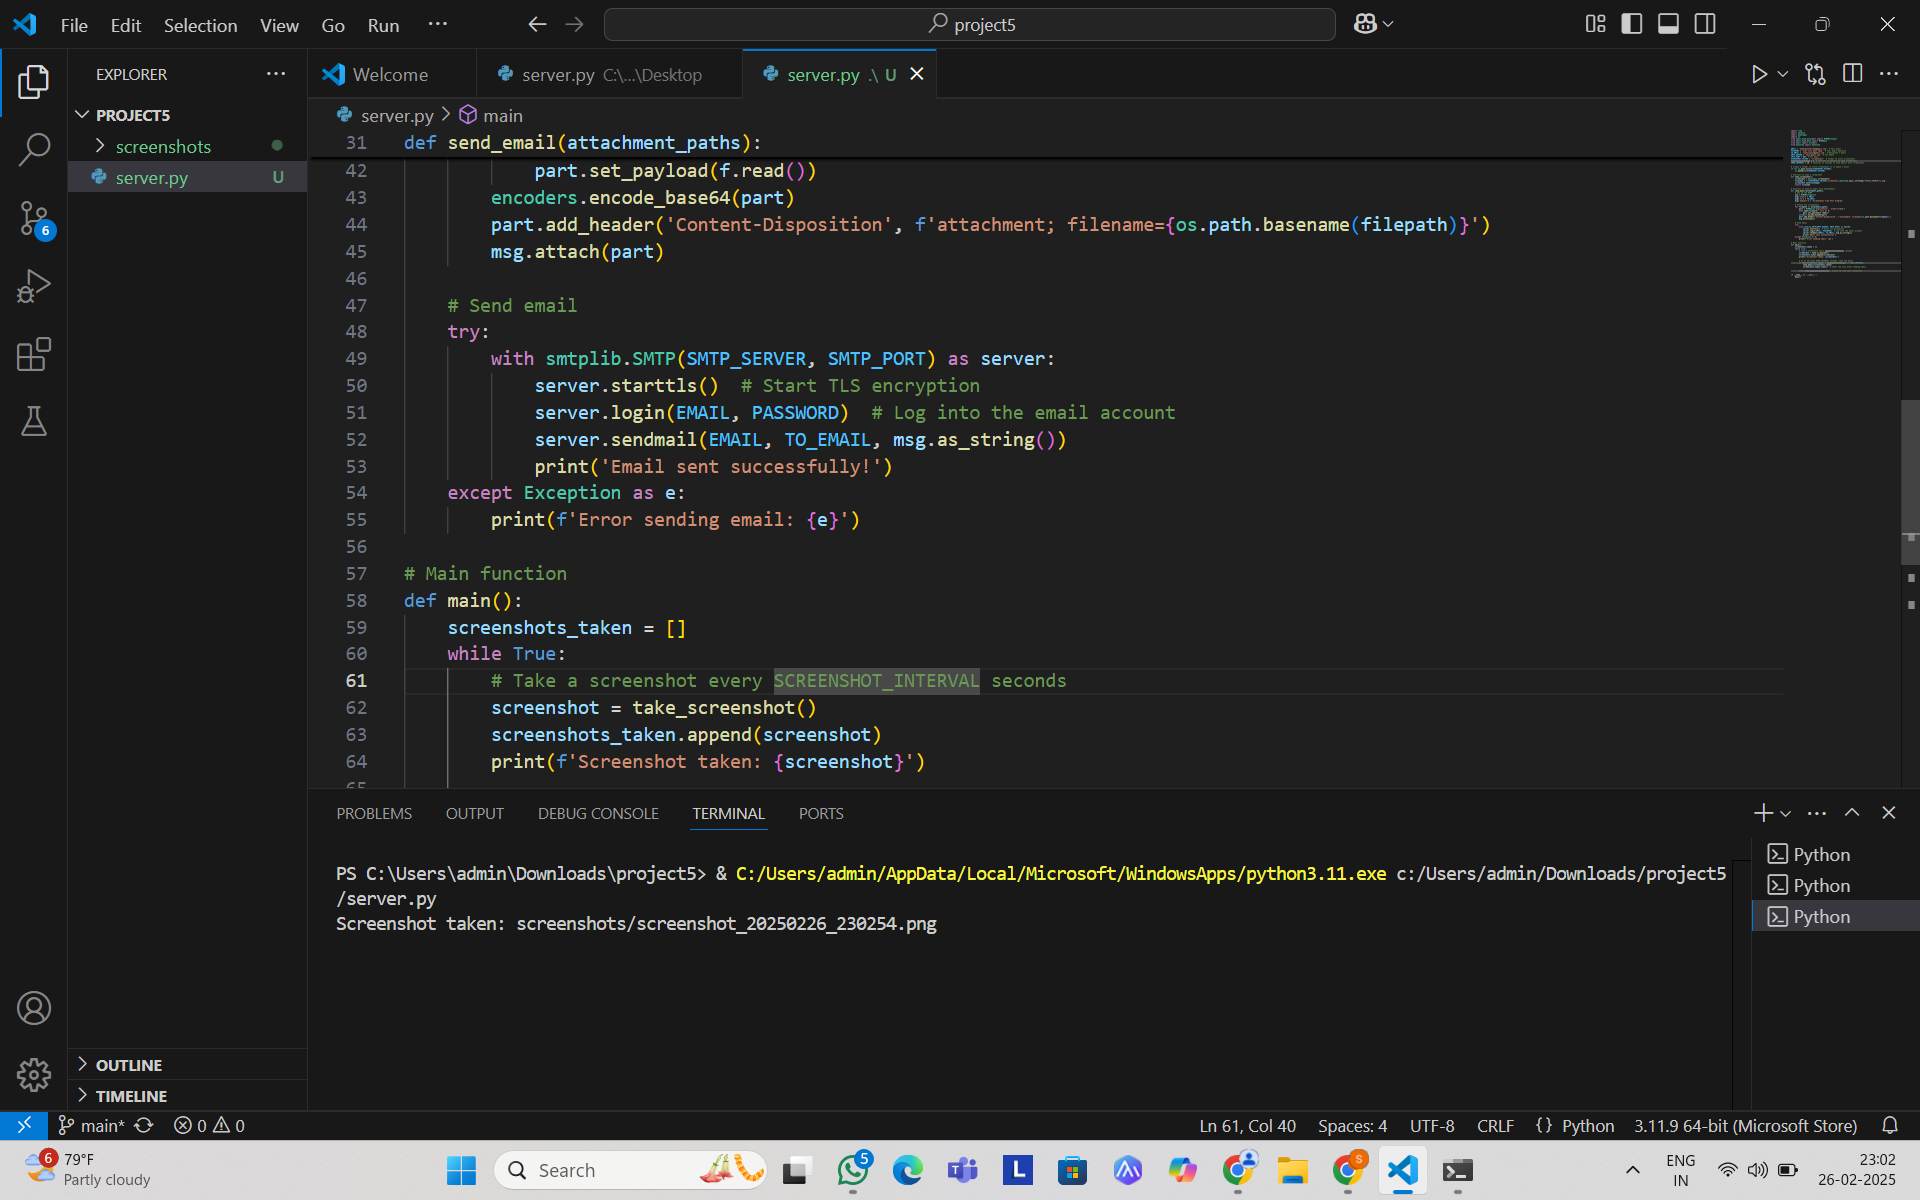 File Edit Selection View Go Run ··· project5
EXPLORER ···
Welcome server.py C:\...\Desktop server.py .\ U
PROJECT5
screenshots
server.py U
server.py > main
31 def send_email(attachment_paths):
42 part.set_payload(f.read())
43 encoders.encode_base64(part)
44 part.add_header('Content-Disposition', f'attachment; filename={os.path.basename(filepath)}')
45 msg.attach(part)
46
47 # Send email
48 try:
49 with smtplib.SMTP(SMTP_SERVER, SMTP_PORT) as server:
50 server.starttls() # Start TLS encryption
51 server.login(EMAIL, PASSWORD) # Log into the email account
52 server.sendmail(EMAIL, TO_EMAIL, msg.as_string())
53 print('Email sent successfully!')
54 except Exception as e:
55 print(f'Error sending email: {e}')
56
57 # Main function
58 def main():
59 screenshots_taken = []
60 while True:
61 # Take a screenshot every SCREENSHOT_INTERVAL seconds
62 screenshot = take_screenshot()
63 screenshots_taken.append(screenshot)
64 print(f'Screenshot taken: {screenshot}')
6
PROBLEMS OUTPUT DEBUG CONSOLE TERMINAL PORTS
PS C:\Users\admin\Downloads\project5> & C:/Users/admin/AppData/Local/Microsoft/WindowsApps/python3.11.exe c:/Users/admin/Downloads/project5
/server.py
Screenshot taken: screenshots/screenshot_20250226_230254.png
Python
Python
Python
OUTLINE
TIMELINE
main* 0 0 Ln 61, Col 40 Spaces: 4 UTF-8 CRLF {} Python 3.11.9 64-bit (Microsoft Store)
6 79°F
Partly cloudy
Search
5
L
S
ENG
IN
23:02
26-02-2025